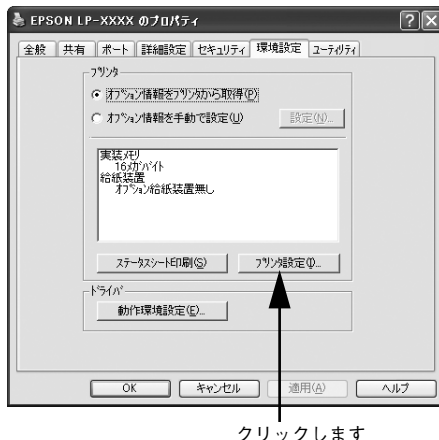 EPSON LP-XXXX のプロパティ
全般 共有 ポート 詳細設定 セキュリティ 環境設定 ユーティリティ
プリンタ
オプション情報をプリンタから取得(P)
オプション情報を手動で設定(U) 設定(N)...
実装メモリ
16メガバイト
給紙装置
オプション給紙装置無し
ステータスシート印刷(S) プリンタ設定(I)...
ドライバ
動作環境設定(E)...
OK キャンセル 適用(A) ヘルプ
クリックします